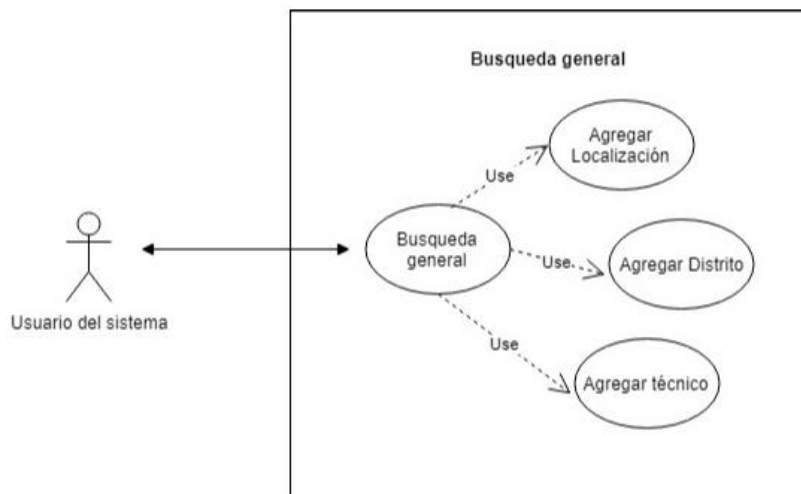 Busqueda general
Agregar
Localización
Use
Busqueda
general
Use
Agregar Distrito
Usuario del sistema
Use
Agregar técnico